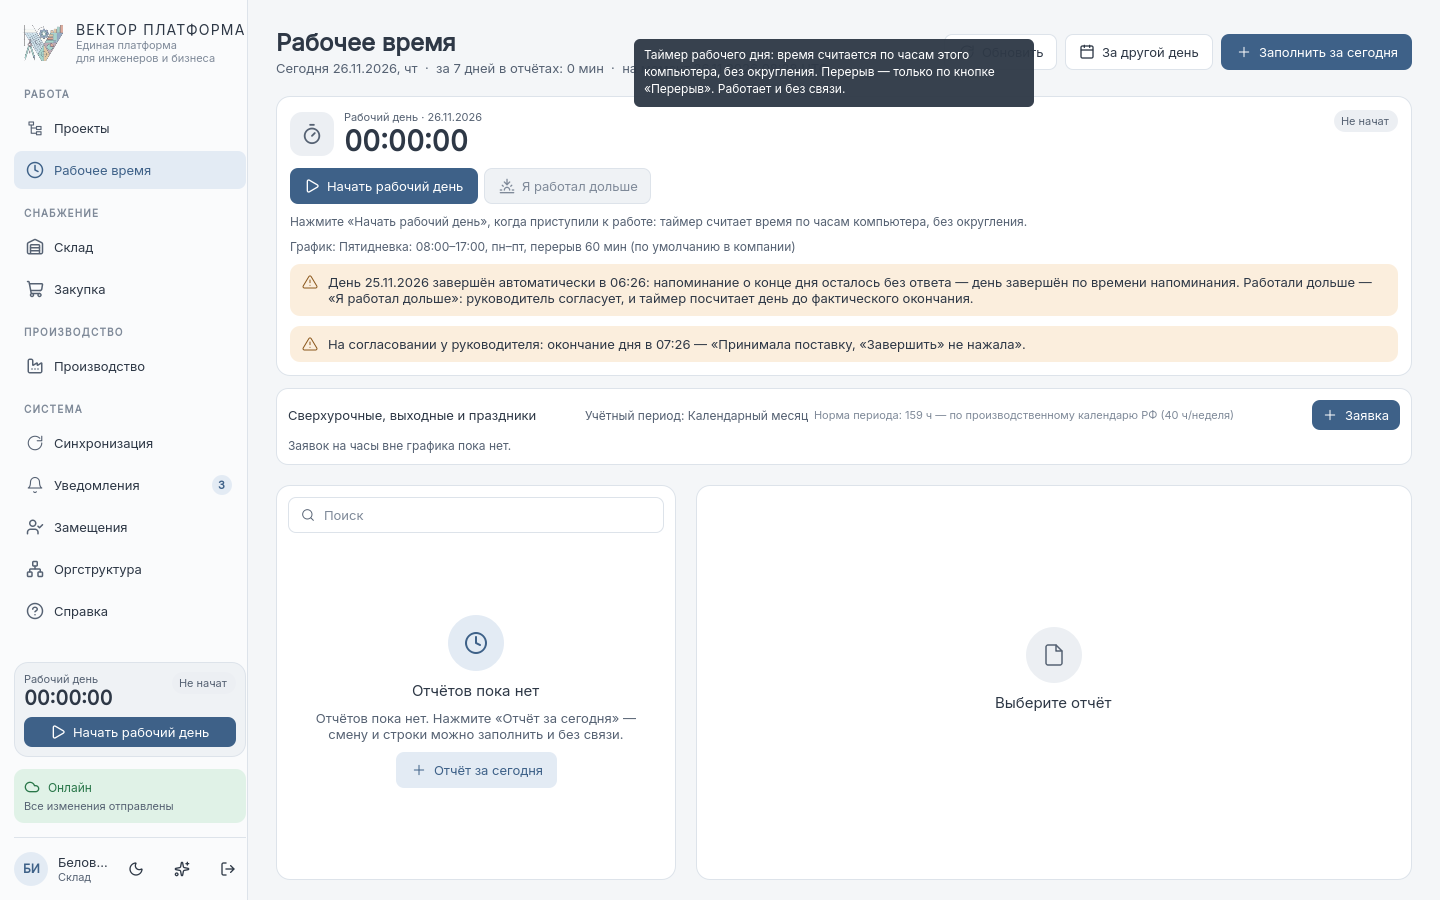 ВЕКТОР ПЛАТФОРМА
Единая платформа
для инженеров и бизнеса
РАБОТА
Проекты
Рабочее время
СНАБЖЕНИЕ
Склад
Закупка
ПРОИЗВОДСТВО
Производство
СИСТЕМА
Синхронизация
Уведомления 3
Замещения
Оргструктура
Справка
Рабочий день
00:00:00
Не начат
Начать рабочий день
Онлайн
Все изменения отправлены
БИ
Белов...
Склад
Рабочее время
Сегодня 26.11.2026, чт · за 7 дней в отчётах: 0 мин ·
Таймер рабочего дня: время считается по часам этого
компьютера, без округления. Перерыв — только по кнопке
«Перерыв». Работает и без связи.
Обновить
За другой день
Заполнить за сегодня
Рабочий день · 26.11.2026
00:00:00
Не начат
Начать рабочий день
Я работал дольше
Нажмите «Начать рабочий день», когда приступили к работе: таймер считает время по часам компьютера, без округления.
График: Пятидневка: 08:00–17:00, пн–пт, перерыв 60 мин (по умолчанию в компании)
День 25.11.2026 завершён автоматически в 06:26: напоминание о конце дня осталось без ответа — день завершён по времени напоминания. Работали дольше —
«Я работал дольше»: руководитель согласует, и таймер посчитает день до фактического окончания.
На согласовании у руководителя: окончание дня в 07:26 — «Принимала поставку, «Завершить» не нажала».
Сверхурочные, выходные и праздники
Учётный период: Календарный месяц
Норма периода: 159 ч — по производственному календарю РФ (40 ч/неделя)
Заявка
Заявок на часы вне графика пока нет.
Поиск
Отчётов пока нет
Отчётов пока нет. Нажмите «Отчёт за сегодня» —
смену и строки можно заполнить и без связи.
Отчёт за сегодня
Выберите отчёт